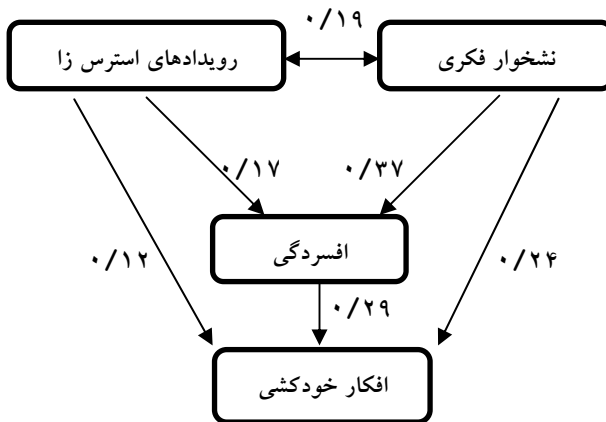 ۰/۱۹
نشخوار فکری
رویدادهای استرس زا
۰/۳۷
۰/۱۷
افسردگی
۰/۲۴
۰/۱۲
۰/۲۹
افکار خودکشی